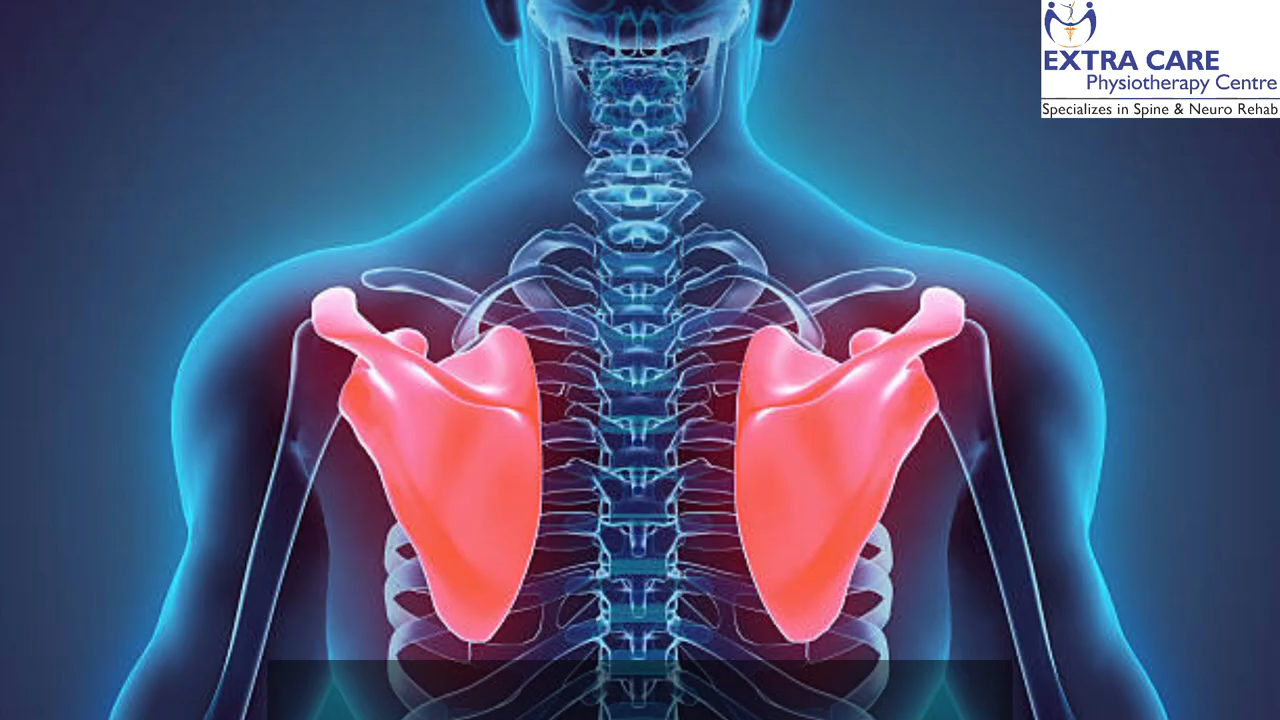 EXTRA CARE
Physiotherapy Centre
Specializes in Spine & Neuro Rehab